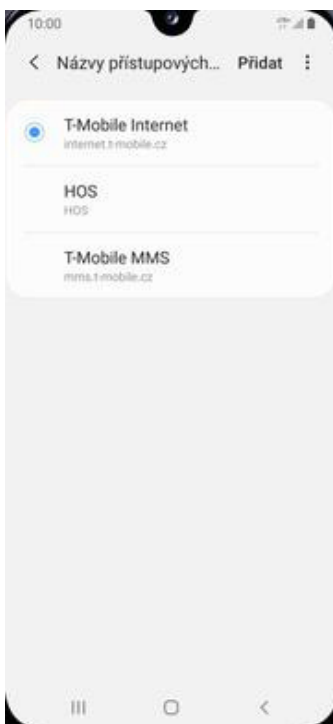 10:00
Názvy přístupových... Přidat
T-Mobile Internet
internet.t-mobile.cz
HOS
HOS
T-Mobile MMS
mms.t-mobile.cz